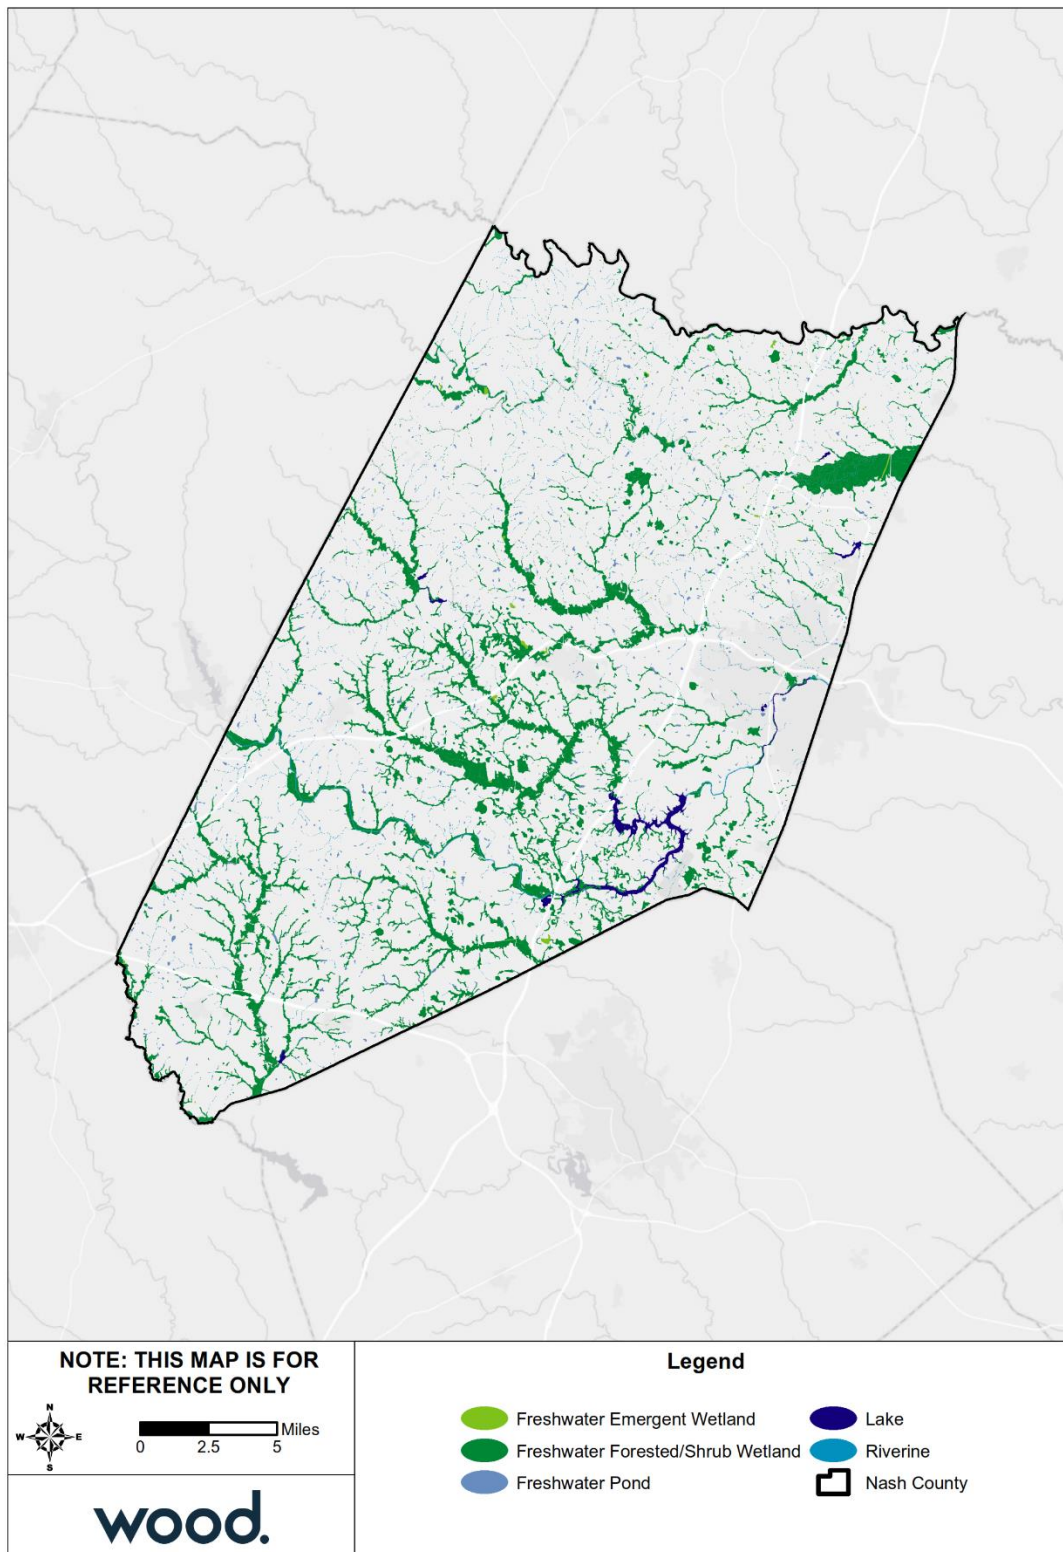 NOTE: THIS MAP IS FOR
REFERENCE ONLY
N
W E
S
Miles
0 2.5 5
wood.
Legend
Freshwater Emergent Wetland
Freshwater Forested/Shrub Wetland
Freshwater Pond
Lake
Riverine
Nash County